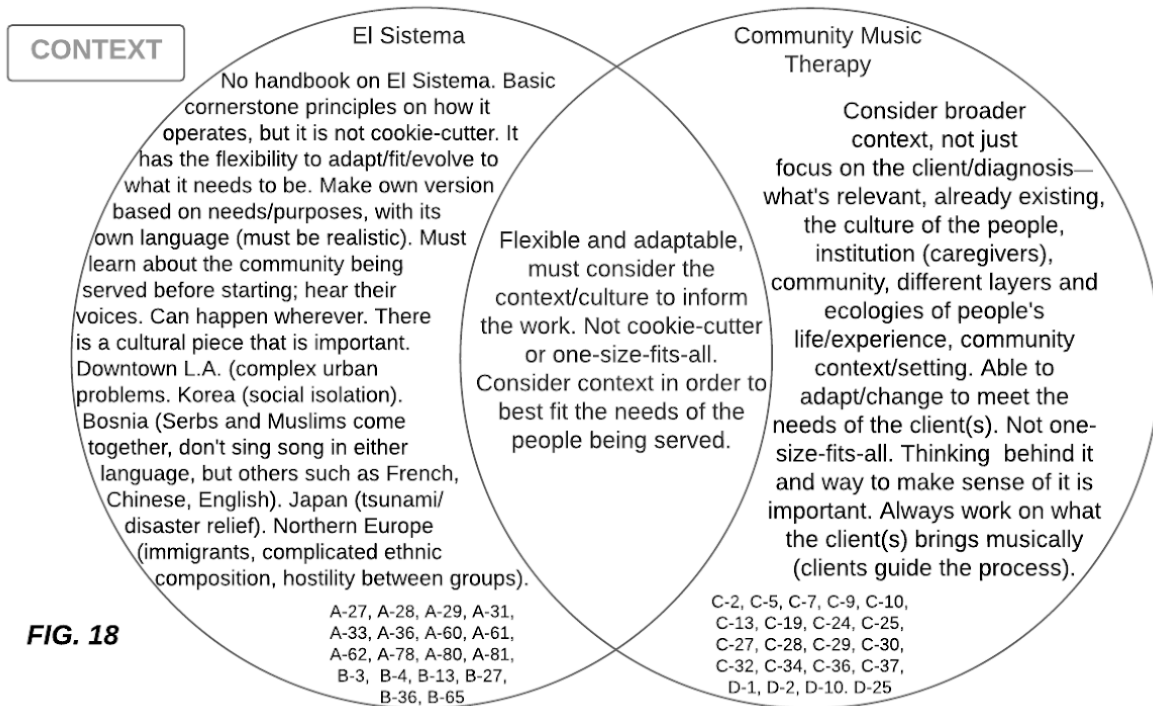 CONTEXT
El Sistema
No handbook on El Sistema. Basic
cornerstone principles on how it
operates, but it is not cookie-cutter. It
has the flexibility to adapt/fit/evolve to
what it needs to be. Make own version
based on needs/purposes, with its
own language (must be realistic). Must
learn about the community being
served before starting; hear their
voices. Can happen wherever. There
is a cultural piece that is important.
Downtown L.A. (complex urban
problems. Korea (social isolation).
Bosnia (Serbs and Muslims come
together, don't sing song in either
language, but others such as French,
Chinese, English). Japan (tsunami/
disaster relief). Northern Europe
(immigrants, complicated ethnic
composition, hostility between groups).
A-27, A-28, A-29, A-31,
A-33, A-36, A-60, A-61,
A-62, A-78, A-80, A-81,
B-3, B-4, B-13, B-27,
B-36, B-65
Flexible and adaptable,
must consider the
context/culture to inform
the work. Not cookie-cutter
or one-size-fits-all.
Consider context in order to
best fit the needs of the
people being served.
Community Music
Therapy
Consider broader
context, not just
focus on the client/diagnosis—
what's relevant, already existing,
the culture of the people,
institution (caregivers),
community, different layers and
ecologies of people's
life/experience, community
context/setting. Able to
adapt/change to meet the
needs of the client(s). Not one-
size-fits-all. Thinking behind it
and way to make sense of it is
important. Always work on what
the client(s) brings musically
(clients guide the process).
C-2, C-5, C-7, C-9, C-10,
C-13, C-19, C-24, C-25,
C-27, C-28, C-29, C-30,
C-32, C-34, C-36, C-37,
D-1, D-2, D-10. D-25
FIG. 18